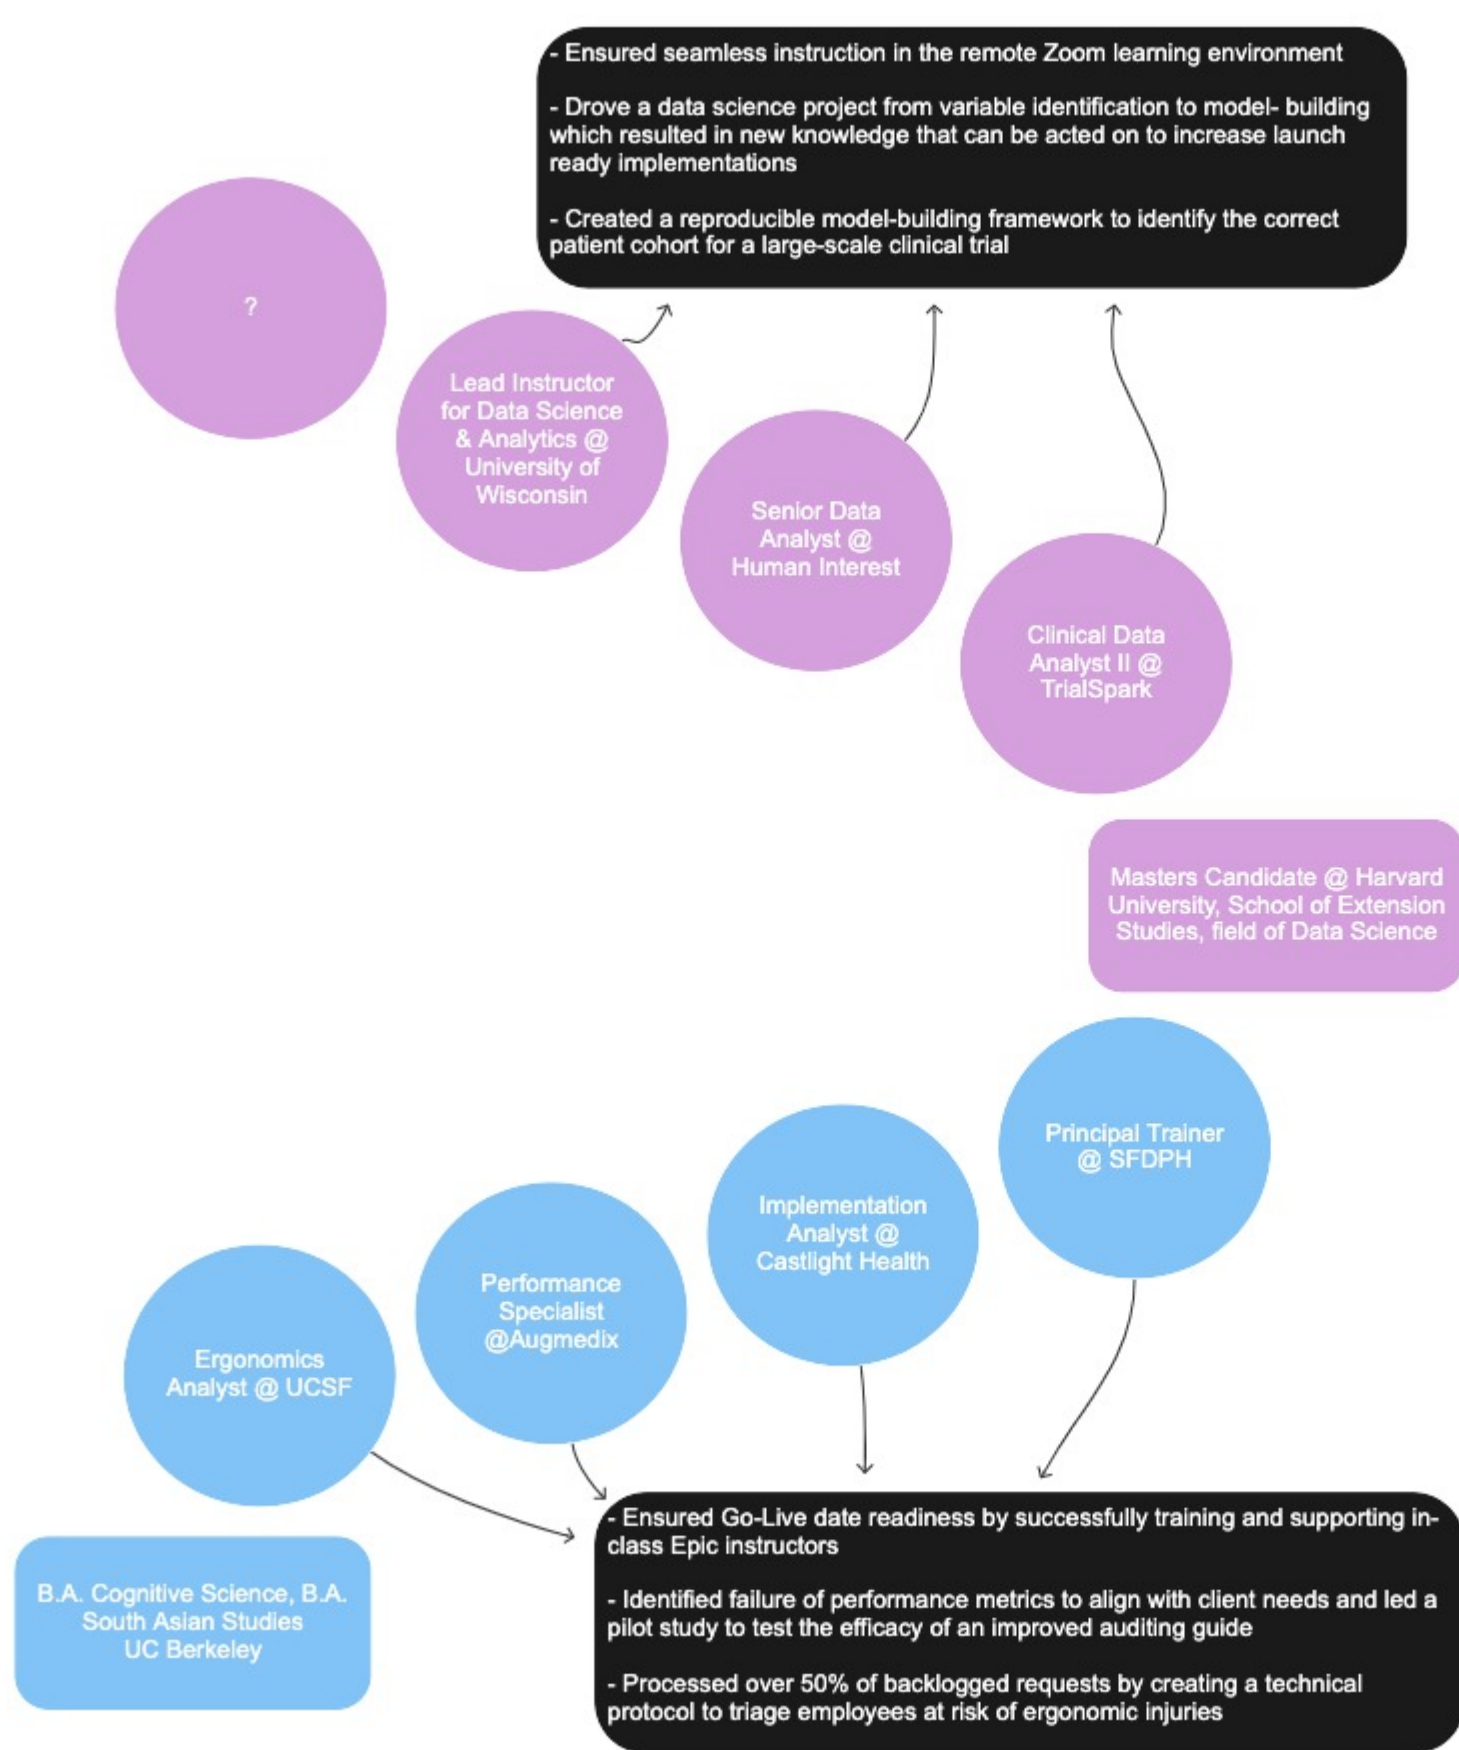 - Ensured seamless instruction in the remote Zoom learning environment
- Drove a data science project from variable identification to model- building
which resulted in new knowledge that can be acted on to increase launch
ready implementations
- Created a reproducible model-building framework to identify the correct
patient cohort for a large-scale clinical trial
?
Lead Instructor
for Data Science
& Analytics @
University of
Wisconsin
Senior Data
Analyst @
Human Interest
Clinical Data
Analyst II @
TrialSpark
Masters Candidate @ Harvard
University, School of Extension
Studies, field of Data Science
Principal Trainer
@ SFDPH
Implementation
Analyst @
Castlight Health
Performance
Specialist
@Augmedix
Ergonomics
Analyst @ UCSF
B.A. Cognitive Science, B.A.
South Asian Studies
UC Berkeley
- Ensured Go-Live date readiness by successfully training and supporting in-
class Epic instructors
- Identified failure of performance metrics to align with client needs and led a
pilot study to test the efficacy of an improved auditing guide
- Processed over 50% of backlogged requests by creating a technical
protocol to triage employees at risk of ergonomic injuries